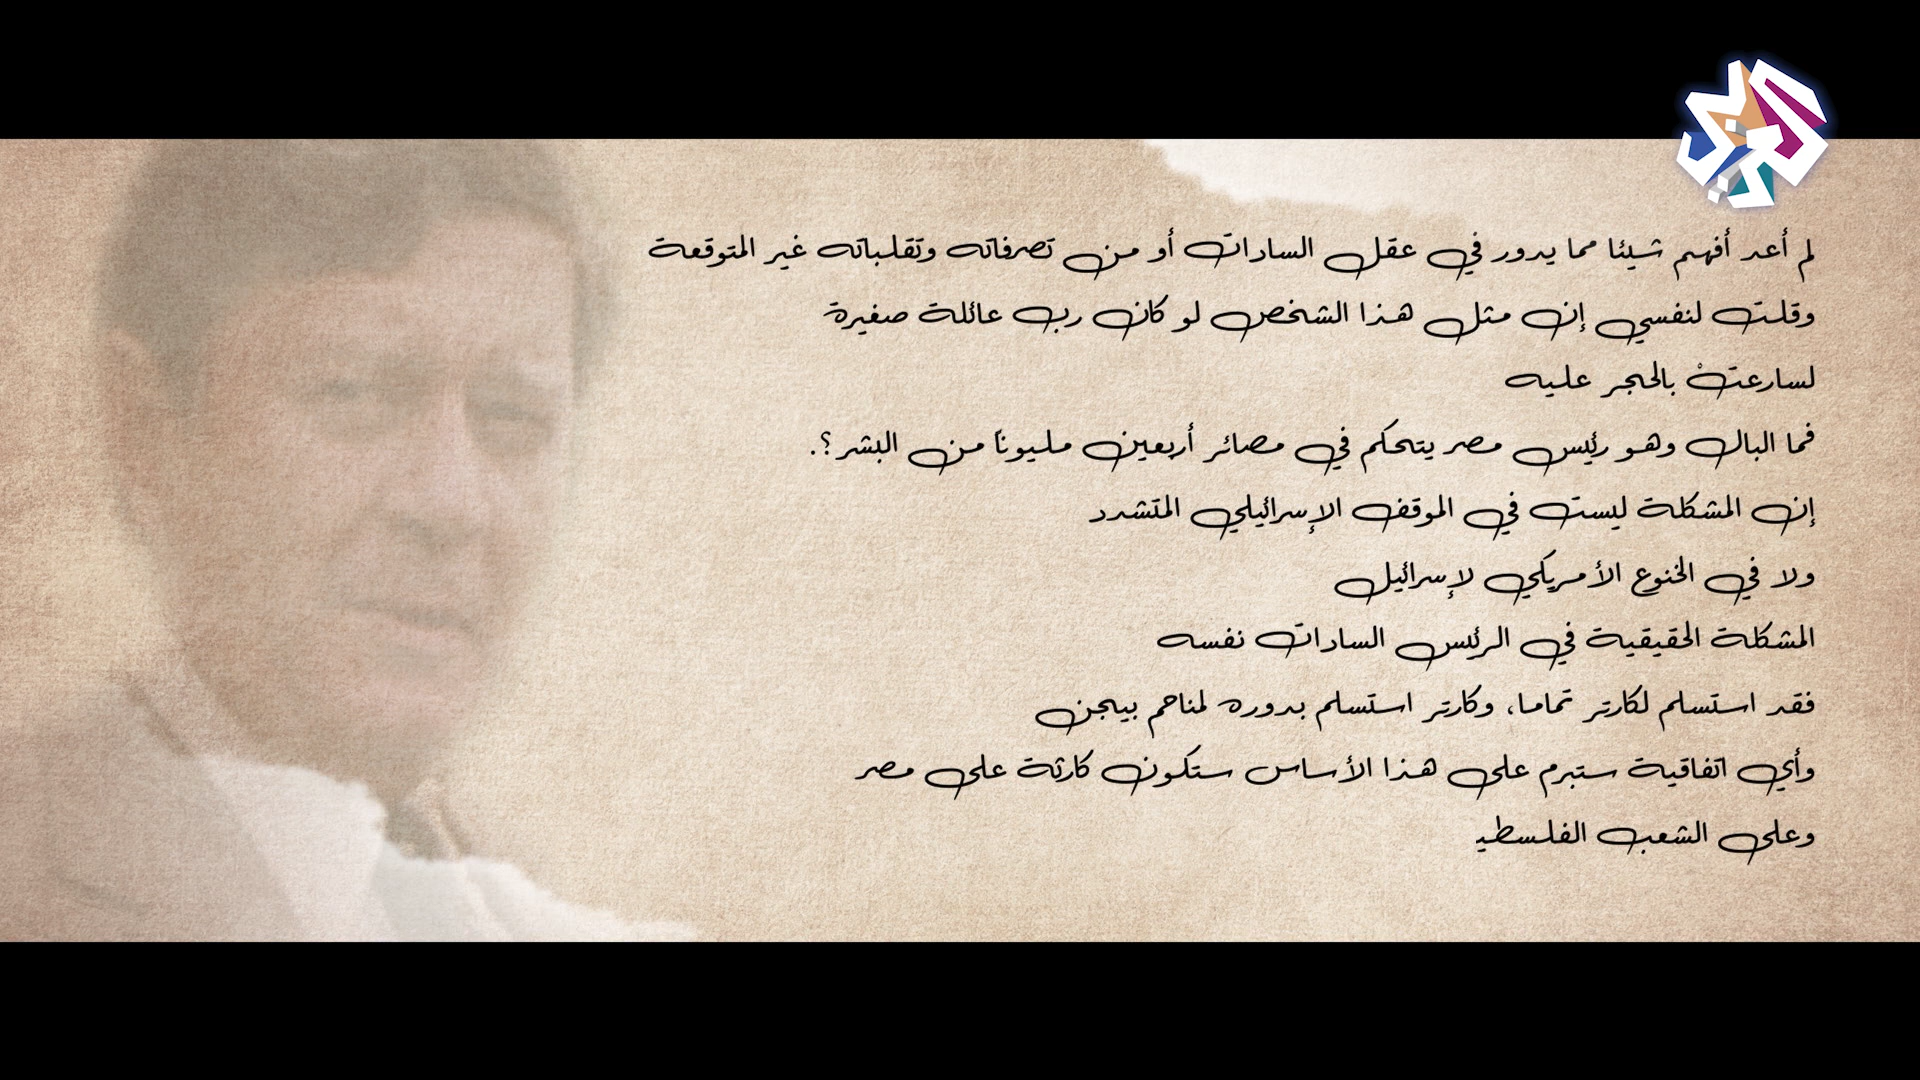 العربي
لم أعد أفهم شيئا مما يدور في عقل السادات أو من تصرفاته وتقلباته غير المتوقعة
وقلت لنفسي إن مثل هذا الشخص لو كان رب عائلة صغيرة
لسارعتْ بالحجر عليه
فما البال وهو رئيس مصر يتحكم في مصائر أربعين مليونًا من البشر؟.
إن المشكلة ليست في الموقف الإسرائيلي المتشدد
ولا في الخنوع الأمريكي لإسرائيل
المشكلة الحقيقية في الرئيس السادات نفسه
فقد استسلم لكارتر تماما، وكارتر استسلم بدوره لمناحم بيجن
وأي اتفاقية ستبرم على هذا الأساس ستكون كارثة على مصر
وعلى الشعب الفلسطي